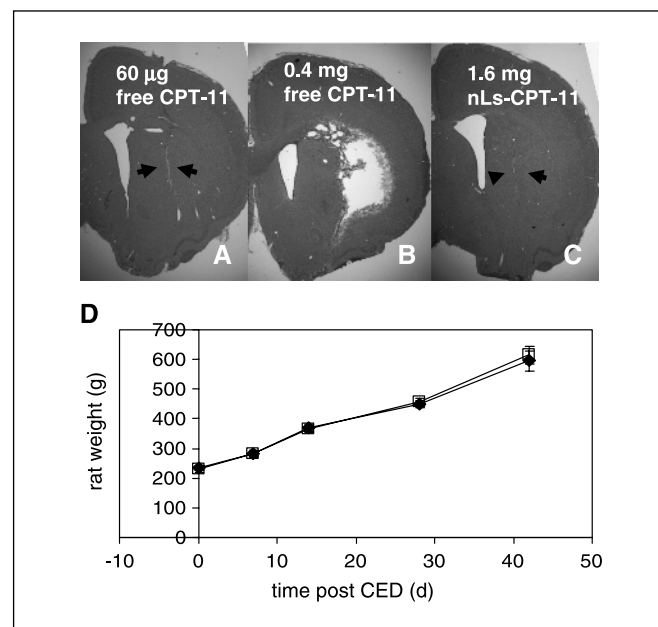 60 µg
free CPT-11
0.4 mg
free CPT-11
1.6 mg
nLs-CPT-11
A
B
C
D
rat weight (g)
700
600
500
400
300
200
100
0
-10
0
10
20
30
40
50
time post CED (d)